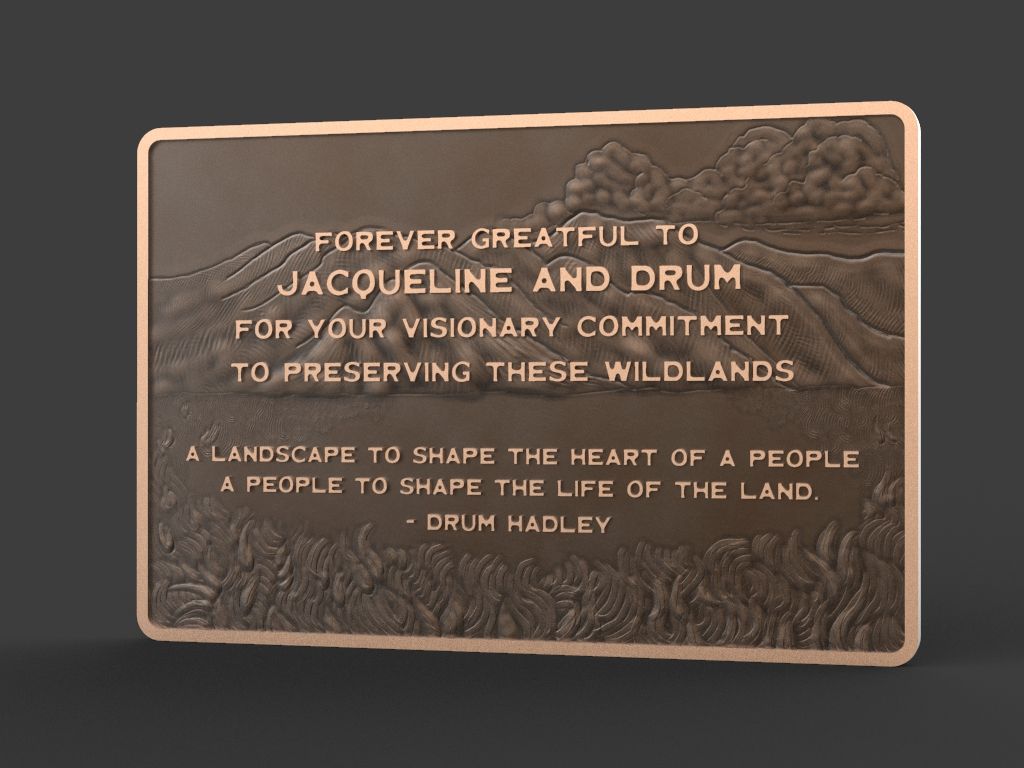 FOREVER GREATFUL TO
JACQUELINE AND DRUM
FOR YOUR VISIONARY COMMITMENT
TO PRESERVING THESE WILDLANDS
A LANDSCAPE TO SHAPE THE HEART OF A PEOPLE
A PEOPLE TO SHAPE THE LIFE OF THE LAND.
- DRUM HADLEY